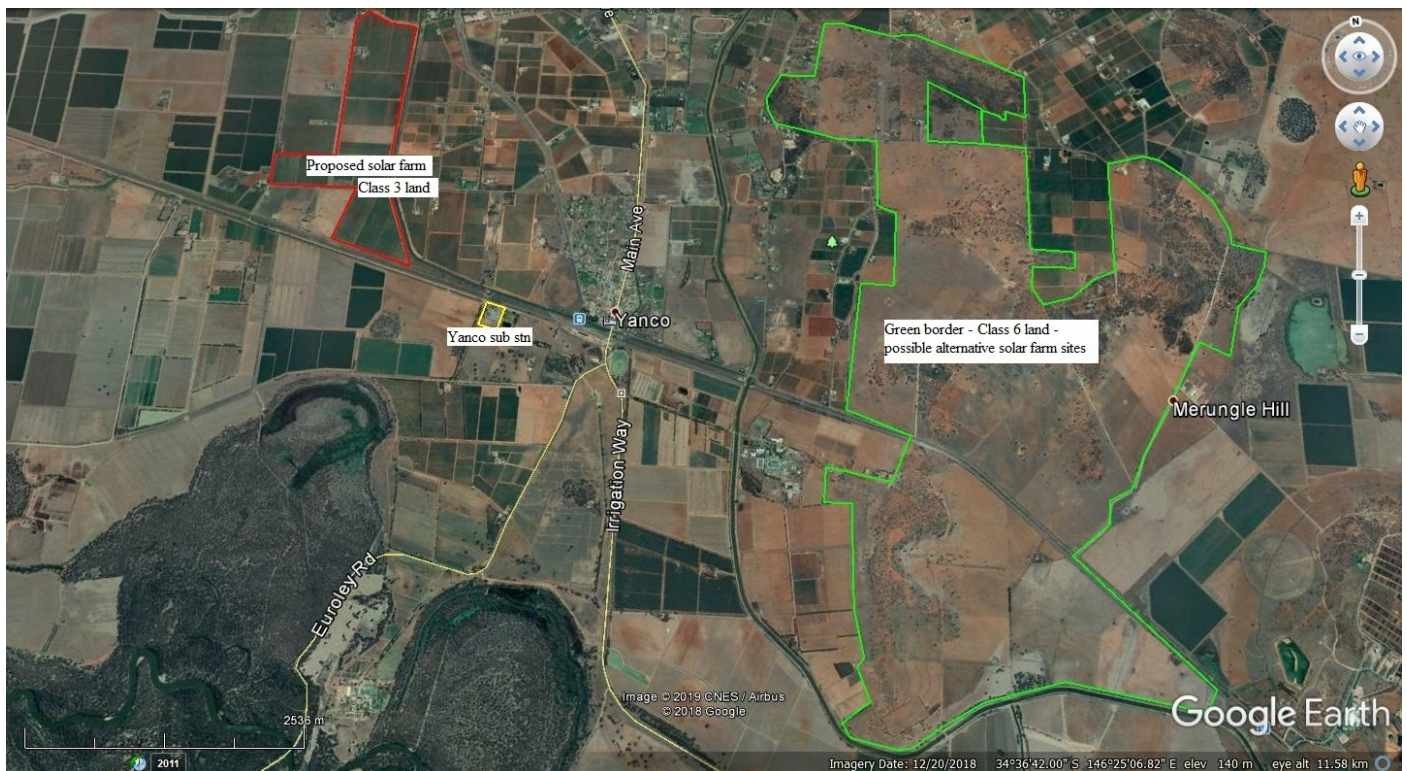 N
Proposed solar farm
Class 3 land
Main Ave
Yanco
Yanco sub stn
Green border - Class 6 land -
possible alternative solar farm sites
Merungle Hill
Irrigation Way
Euroley Rd
2536 m
Image © 2019 CNES / Airbus
© 2018 Google
Google Earth
2011
Imagery Date: 12/20/2018 34°36'42.00" S 146°25'06.82" E elev 140 m eye alt 11.58 km